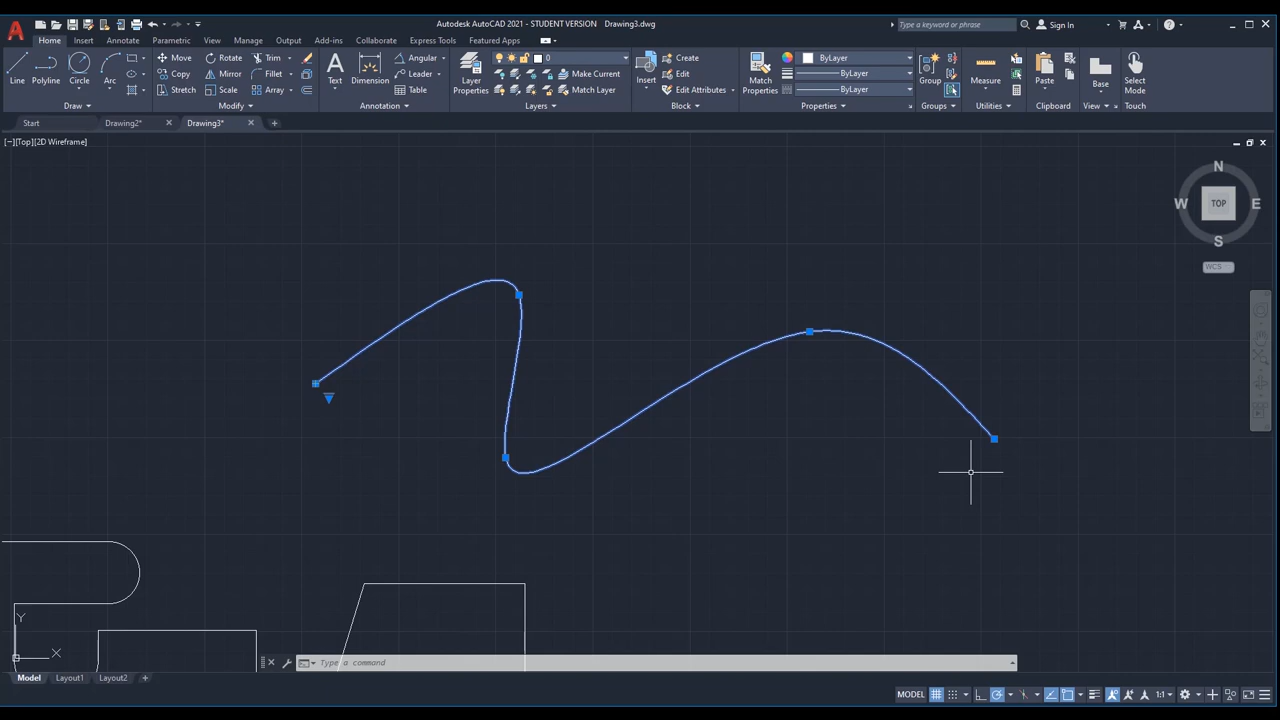 Autodesk AutoCAD 2021 - STUDENT VERSION Drawing3.dwg
Type a keyword or phrase
Sign In
Home Insert Annotate Parametric View Manage Output Add-ins Collaborate Express Tools Featured Apps
Line Polyline Circle Arc
Move Rotate Trim
Copy Mirror Fillet
Stretch Scale Array
Text Dimension
Angular
Leader
Table
Layer Properties
0
Make Current
Match Layer
Insert
Create
Edit
Edit Attributes
Match Properties
ByLayer
ByLayer
ByLayer
Group
Measure
Paste
Base
Select Mode
Draw Modify Annotation Layers Block Properties Groups Utilities Clipboard View Touch
Start Drawing2* Drawing3*
[−][Top][2D Wireframe]
N
W TOP E
S
WCS
Y
X
Type a command
Model Layout1 Layout2
MODEL 1:1